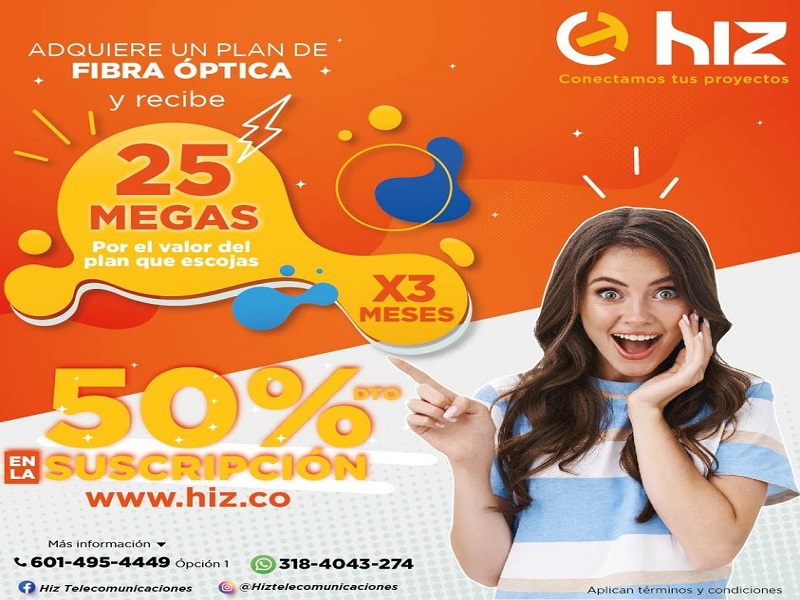 ADQUIERE UN PLAN DE
FIBRA ÓPTICA
y recibe
hiz
Conectamos tus proyectos
25
MEGAS
Por el valor del
plan que escojas
X3
MESES
50% DTO
EN LA SUSCRIPCIÓN
www.hiz.co
Más información
601-495-4449 Ópción 1 318-4043-274
Hiz Telecomunicaciones @Hiztelecomunicaciones
Aplican términos y condiciones